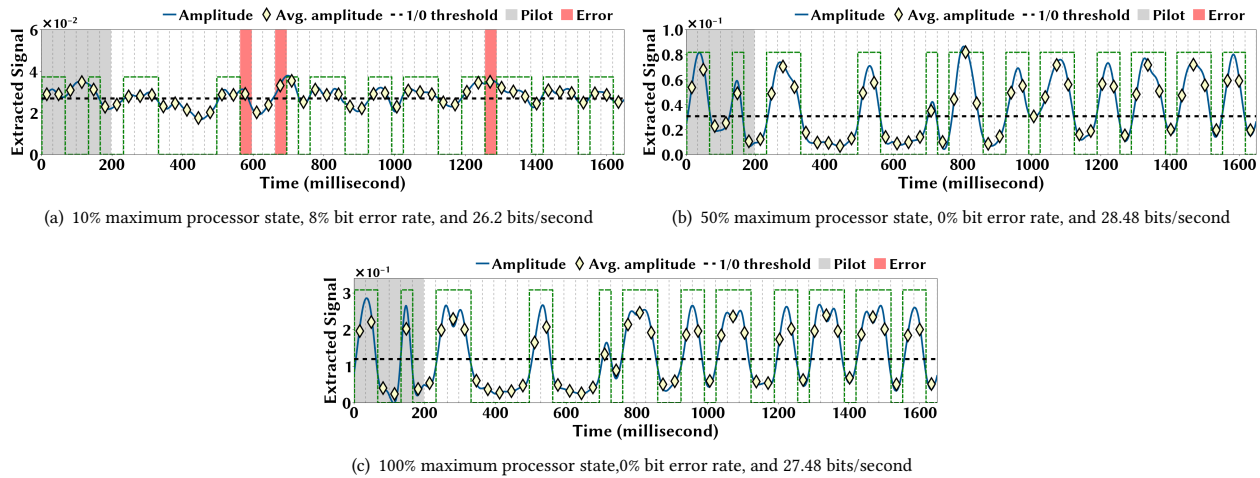 Amplitude Avg. amplitude 1/0 threshold Pilot Error
×10⁻²
Extracted Signal
6
4
2
0
0 200 400 600 800 1000 1200 1400 1600
Time (millisecond)
(a) 10% maximum processor state, 8% bit error rate, and 26.2 bits/second
Amplitude Avg. amplitude 1/0 threshold Pilot Error
×10⁻¹
Extracted Signal
1.0
0.8
0.6
0.4
0.2
0.0
0 200 400 600 800 1000 1200 1400 1600
Time (millisecond)
(b) 50% maximum processor state, 0% bit error rate, and 28.48 bits/second
Amplitude Avg. amplitude 1/0 threshold Pilot Error
×10⁻¹
Extracted Signal
3
2
1
0
0 200 400 600 800 1000 1200 1400 1600
Time (millisecond)
(c) 100% maximum processor state,0% bit error rate, and 27.48 bits/second